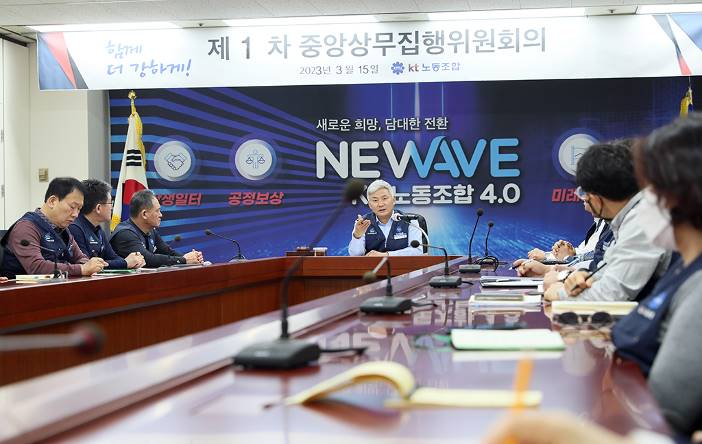 함께
더 강하게!
제 1 차 중앙상무집행위원회의
2023년 3월 15일 kt 노동조합
새로운 희망, 담대한 전환
NEWAVE
노동조합 4.0
공정보상